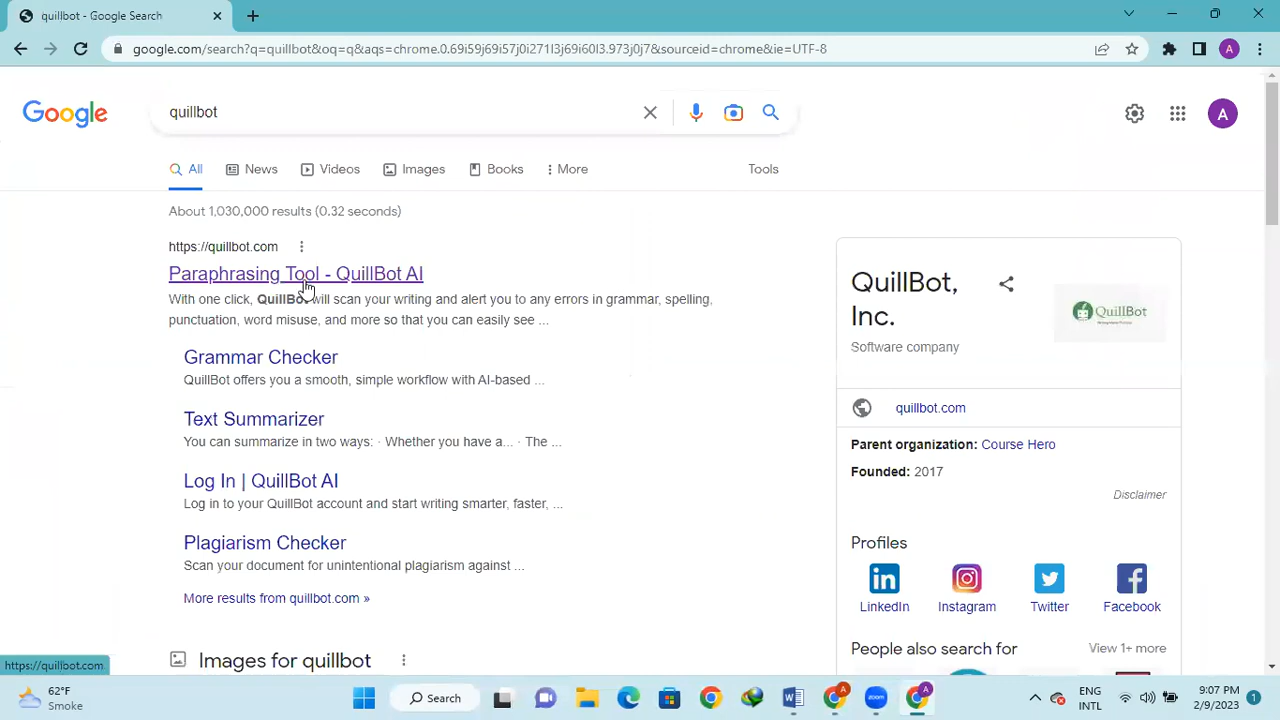 quillbot - Google Search
google.com/search?q=quillbot&oq=q&aqs=chrome.0.69i59j69i57j0i271l3j69i60l3.973j0j7&sourceid=chrome&ie=UTF-8
A
Google
quillbot
A
All
News
Videos
Images
Books
More
Tools
About 1,030,000 results (0.32 seconds)
https://quillbot.com
Paraphrasing Tool - QuillBot AI
With one click, QuillBot will scan your writing and alert you to any errors in grammar, spelling,
punctuation, word misuse, and more so that you can easily see ...
Grammar Checker
QuillBot offers you a smooth, simple workflow with AI-based ...
Text Summarizer
You can summarize in two ways: · Whether you have a... · The ...
Log In | QuillBot AI
Log in to your QuillBot account and start writing smarter, faster, ...
Plagiarism Checker
Scan your document for unintentional plagiarism against ...
More results from quillbot.com »
Images for quillbot
QuillBot,
Inc.
Software company
QuillBot
quillbot.com
Parent organization: Course Hero
Founded: 2017
Disclaimer
Profiles
LinkedIn
Instagram
Twitter
Facebook
People also search for
View 1+ more
https://quillbot.com
62°F
Smoke
Search
A
zoom
A
ENG
INTL
9:07 PM
2/9/2023
1